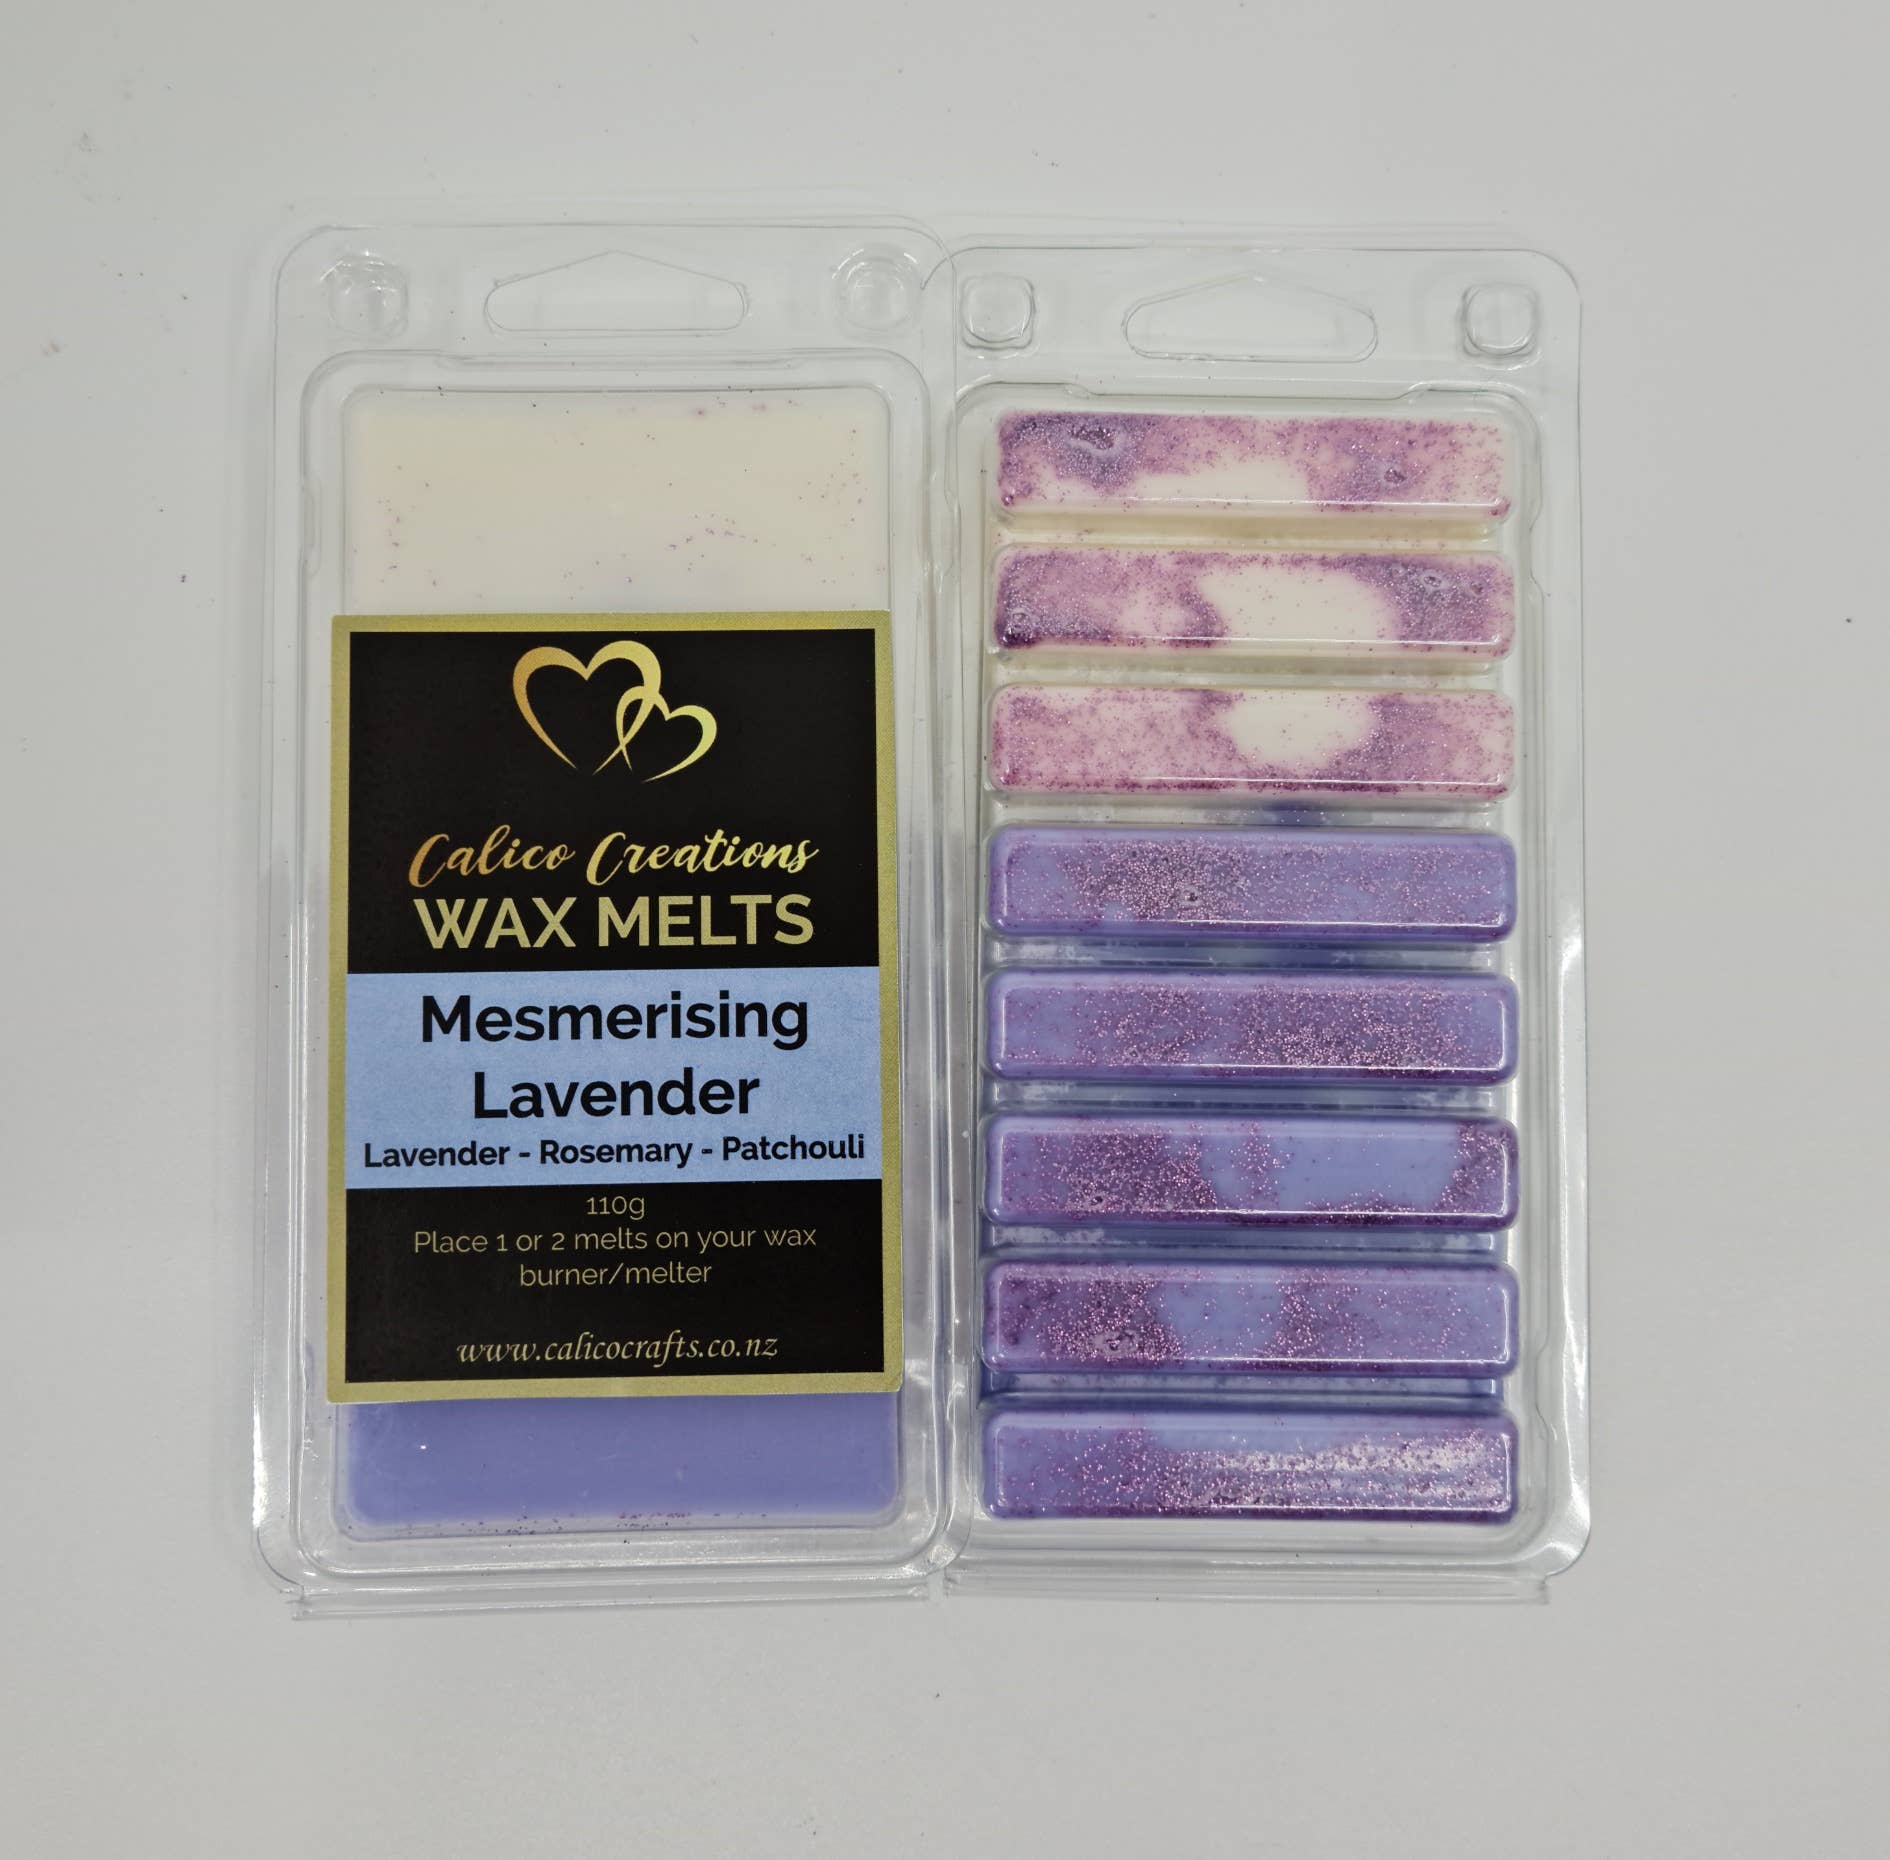 Calico Creations
WAX MELTS
Mesmerising
Lavender
Lavender - Rosemary - Patchouli
110g
Place 1 or 2 melts on your wax
burner/melter
www.calicocrafts.co.nz